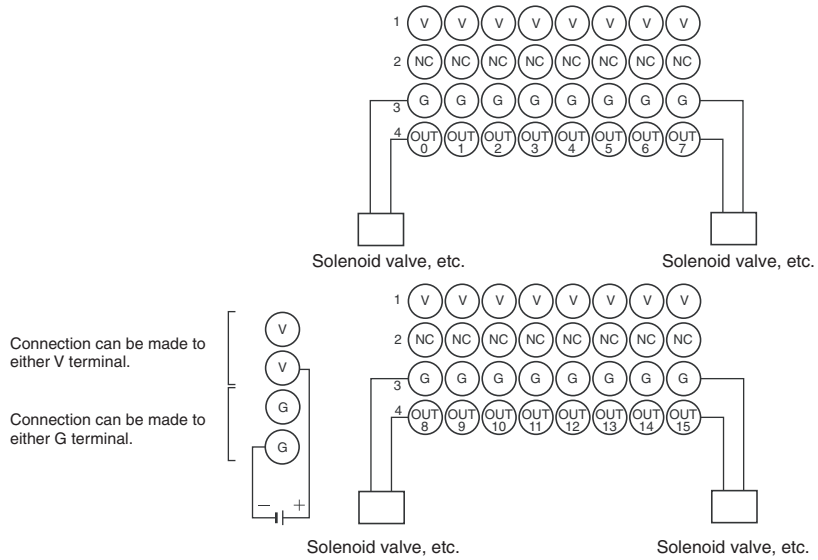 1 V V V V V V V V
2 NC NC NC NC NC NC NC NC
3 G G G G G G G G
4 OUT 0 OUT 1 OUT 2 OUT 3 OUT 4 OUT 5 OUT 6 OUT 7
Solenoid valve, etc. Solenoid valve, etc.
1 V V V V V V V V
2 NC NC NC NC NC NC NC NC
3 G G G G G G G G
4 OUT 8 OUT 9 OUT 10 OUT 11 OUT 12 OUT 13 OUT 14 OUT 15
Solenoid valve, etc. Solenoid valve, etc.
Connection can be made to
either V terminal.
V
V
Connection can be made to
either G terminal.
G
G
− +